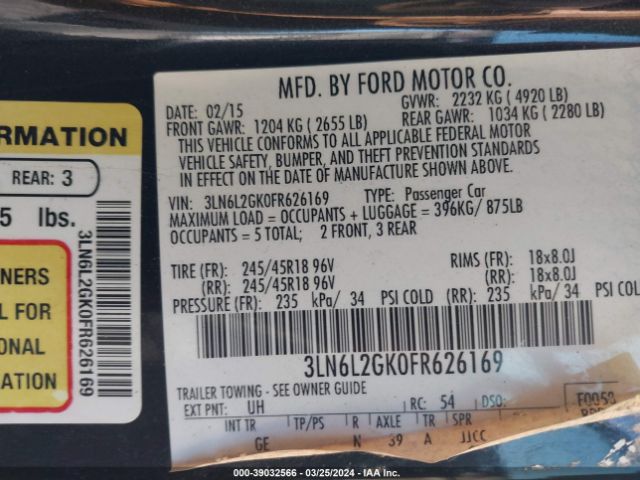 MFD. BY FORD MOTOR CO.
DATE: 02/15 GVWR: 2232 KG ( 4920 LB)
FRONT GAWR: 1204 KG ( 2655 LB) REAR GAWR: 1034 KG ( 2280 LB)
THIS VEHICLE CONFORMS TO ALL APPLICABLE FEDERAL MOTOR
VEHICLE SAFETY, BUMPER, AND THEFT PREVENTION STANDARDS
IN EFFECT ON THE DATE OF MANUFACTURE SHOWN ABOVE.
VIN: 3LN6L2GK0FR626169 TYPE: Passenger Car
MAXIMUM LOAD = OCCUPANTS + LUGGAGE = 396KG/ 875LB
OCCUPANTS = 5 TOTAL; 2 FRONT, 3 REAR
TIRE (FR): 245/45R18 96V RIMS (FR): 18x8.0J
(RR): 245/45R18 96V (RR): 18x8.0J
PRESSURE (FR): 235 kPa/ 34 PSI COLD (RR): 235 kPa/ 34 PSI COL
3LN6L2GK0FR626169
TRAILER TOWING - SEE OWNER GUIDE
EXT PNT: UH RC: 54 DSO:
INT TR TP/PS R AXLE TR SPR
GE N 39 A JJCC
F0050
ORMATION
REAR: 3
5 lbs.
NERS
L FOR
ONAL
ATION
3LN6L2GK0FR626169
000-39032566 - 03/25/2024 - IAA Inc.